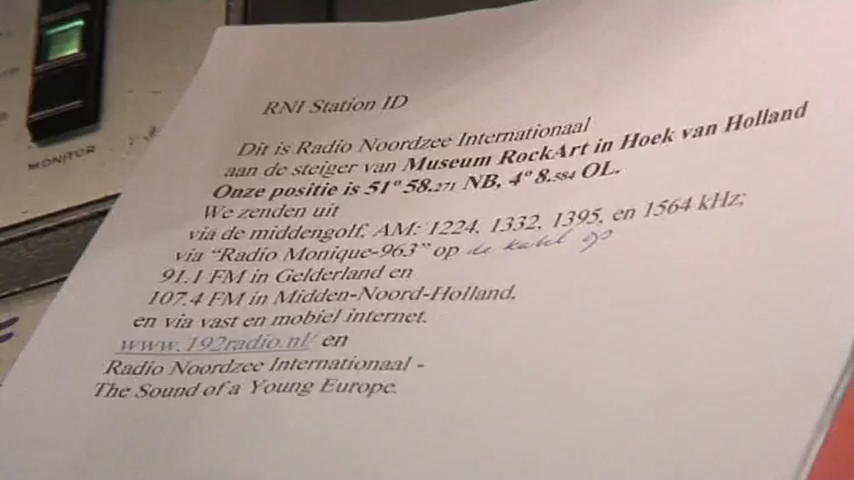 MONITOR
RNI Station ID
Dit is Radio Noordzee Internationaal
aan de steiger van Museum RockArt in Hoek van Holland
Onze positie is 51° 58.271 NB, 4° 8.584 OL.
We zenden uit
via de middengolf, AM: 1224, 1332, 1395, en 1564 kHz;
via "Radio Monique-963" op de kabel op
91.1 FM in Gelderland en
107.4 FM in Midden-Noord-Holland,
en via vast en mobiel internet.
www.192radio.nl/ en
Radio Noordzee Internationaal -
The Sound of a Young Europe.